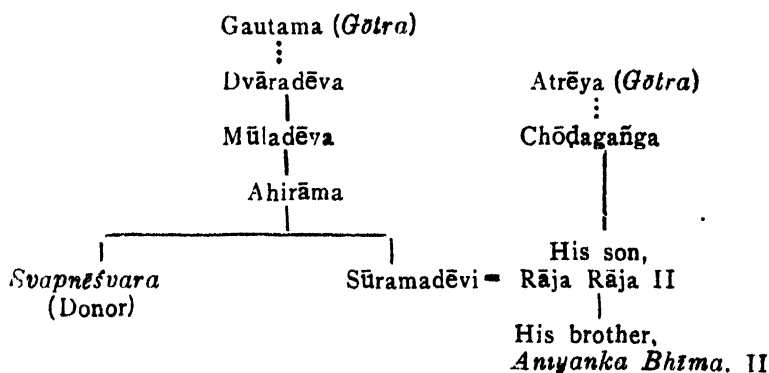 Gautama (Gōtra)
Dvāradēva
Atrēya (Gōtra)
Mūladēva
Chōḍagañga
Ahirāma
His son,
Svapnēśvara
Sūramadēvi = Rāja Rāja II
(Donor)
His brother,
Aniyanka Bhīma. II